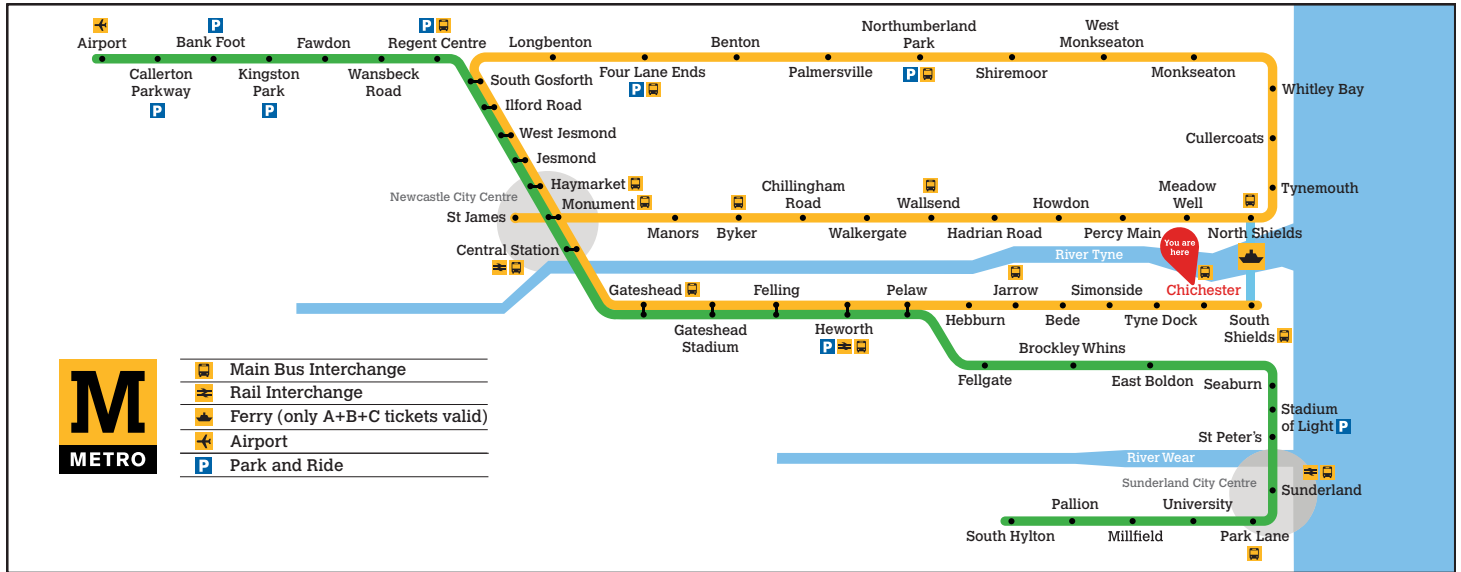 Airport
Callerton
Parkway
Bank Foot
Kingston
Park
Fawdon
Wansbeck
Road
Regent Centre
South Gosforth
Longbenton
Four Lane Ends
Benton
Palmersville
Northumberland
Park
Shiremoor
West
Monkseaton
Monkseaton
Whitley Bay
Cullercoats
Tynemouth
Ilford Road
West Jesmond
Jesmond
Haymarket
Newcastle City Centre
Monument
St James
Central Station
Manors
Byker
Chillingham
Road
Walkergate
Wallsend
Hadrian Road
Howdon
Percy Main
Meadow
Well
North Shields
River Tyne
You are
here
Gateshead
Gateshead
Stadium
Felling
Heworth
Pelaw
Hebburn
Jarrow
Bede
Simonside
Tyne Dock
Chichester
South
Shields
Fellgate
Brockley Whins
East Boldon
Seaburn
Stadium
of Light P
St Peter's
River Wear
Sunderland City Centre
Sunderland
Park Lane
University
Millfield
Pallion
South Hylton
M
METRO
Main Bus Interchange
Rail Interchange
Ferry (only A+B+C tickets valid)
Airport
P Park and Ride